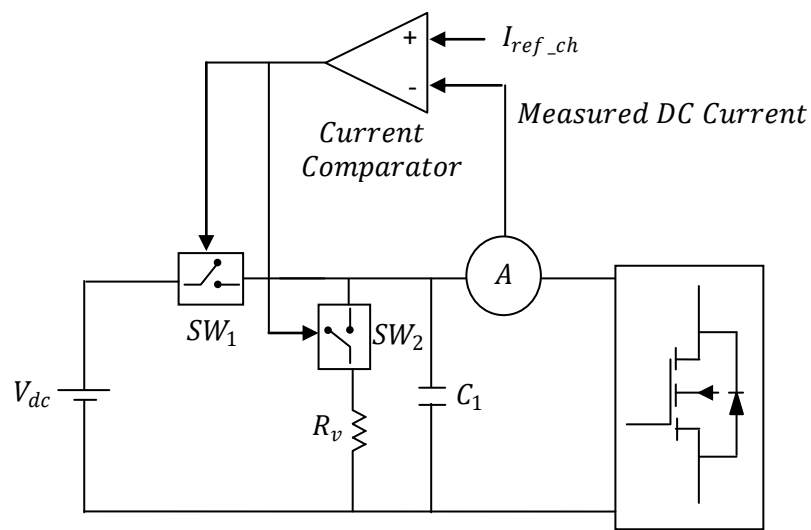 +
I_ref_ch
-
Measured DC Current
Current
Comparator
A
SW₁
SW₂
V_dc
C₁
R_v